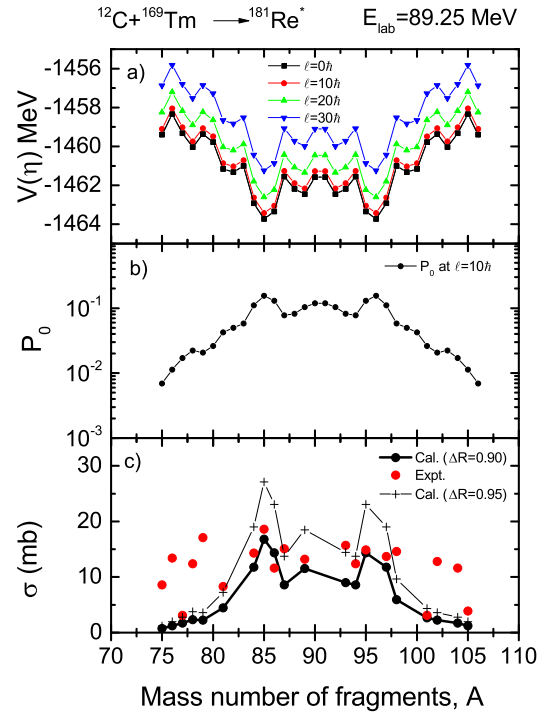 ¹²C+¹⁶⁹Tm ⟶ ¹⁸¹Re* E_lab=89.25 MeV
a)
ℓ=0ħ
ℓ=10ħ
ℓ=20ħ
ℓ=30ħ
-1456
-1458
-1460
-1462
-1464
V(η) MeV
b)
P₀ at ℓ=10ħ
10⁻¹
10⁻²
10⁻³
P₀
c)
Cal. (ΔR=0.90)
Expt.
Cal. (ΔR=0.95)
30
20
10
0
σ (mb)
70 75 80 85 90 95 100 105 110
Mass number of fragments, A